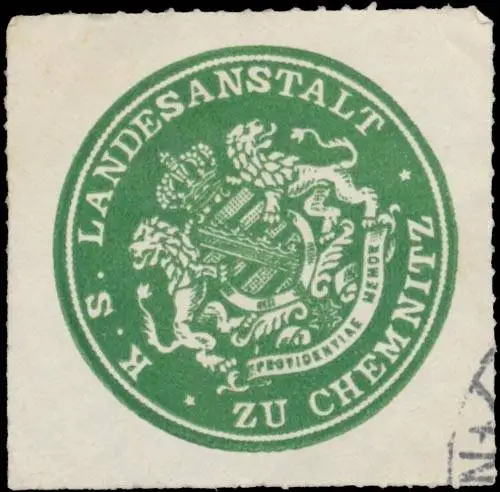 K. S. LANDESANSTALT
ZU CHEMNITZ
PROVIDENTIAE MEMOR